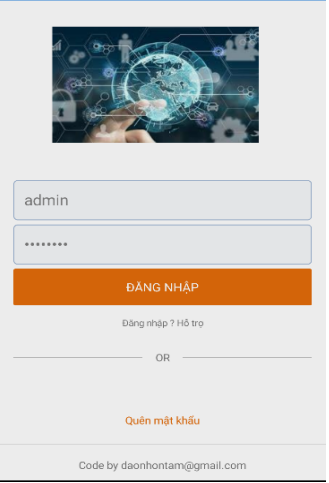 admin
••••••••
ĐĂNG NHẬP
Đăng nhập ? Hỗ trợ
OR
Quên mật khẩu
Code by daonhontam@gmail.com